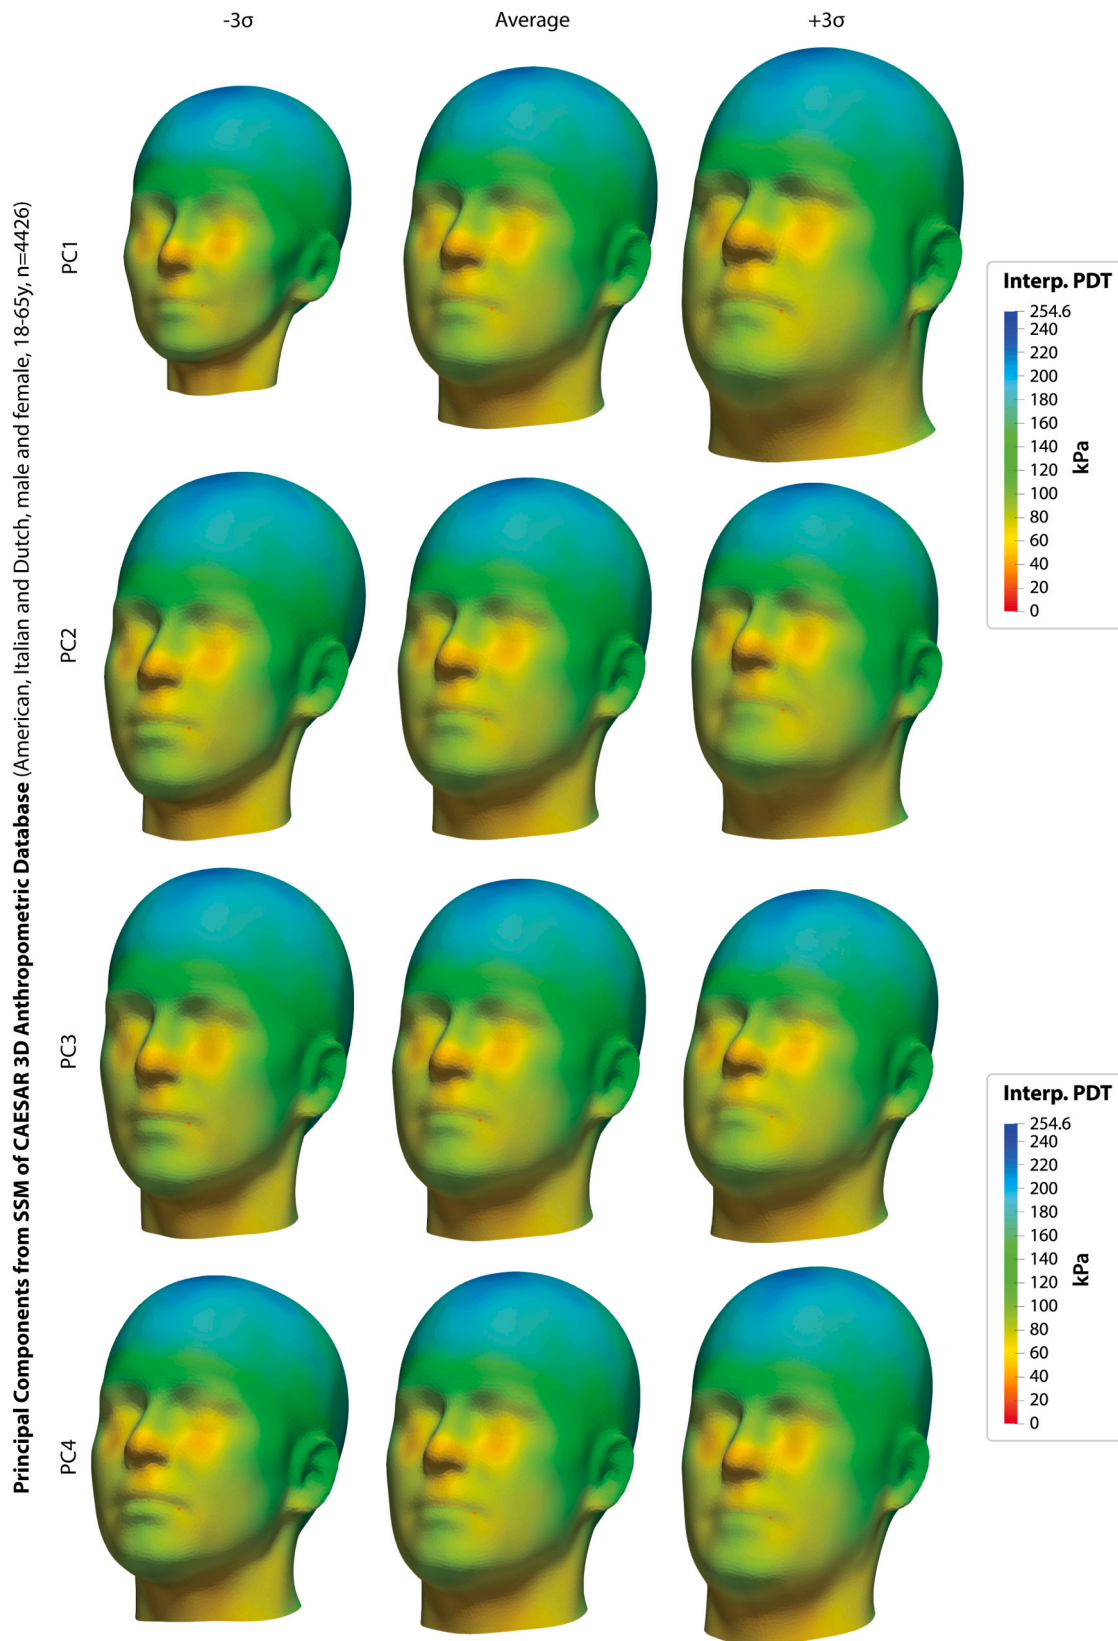 -3σ Average +3σ
Principal Components from SSM of CAESAR 3D Anthropometric Database (American, Italian and Dutch, male and female, 18-65y, n=4426)
PC1
Interp. PDT
254.6
240
220
200
180
160
140
120
100
80
60
40
20
0
kPa
PC2
PC3
Interp. PDT
254.6
240
220
200
180
160
140
120
100
80
60
40
20
0
kPa
PC4